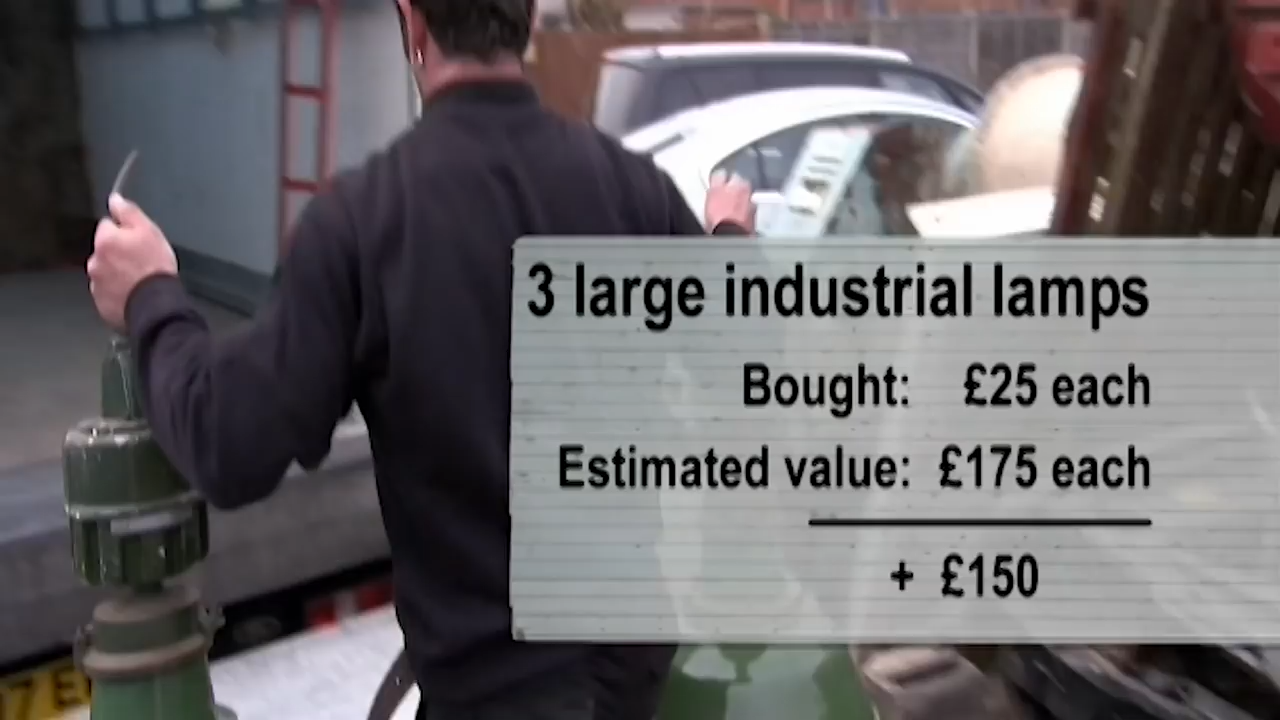 3 large industrial lamps
Bought: £25 each
Estimated value: £175 each
+ £150